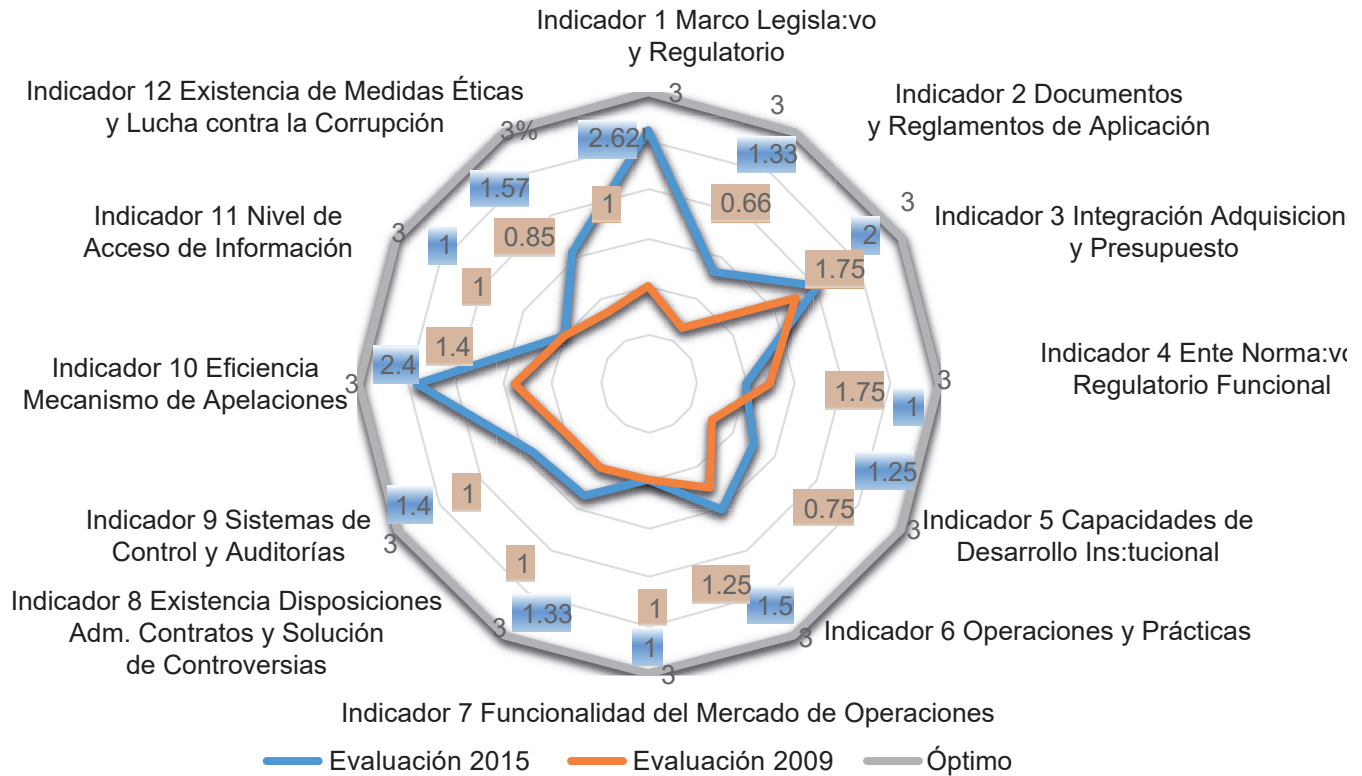 Indicador 1 Marco Legisla:vo
y Regulatorio
3
3
Indicador 2 Documentos
y Reglamentos de Aplicación
Indicador 12 Existencia de Medidas Éticas
y Lucha contra la Corrupción
3%
2.62!
1.33
1.57
1
0.66
3
Indicador 3 Integración Adquisicione
y Presupuesto
Indicador 11 Nivel de
Acceso de Información
3
1
0.85
2
1.75
1
Indicador 10 Eficiencia
Mecanismo de Apelaciones
3
2.4
1.4
Indicador 4 Ente Norma:vo
Regulatorio Funcional
3
1.75
1
1.25
0.75
Indicador 9 Sistemas de
Control y Auditorías
3
1.4
1
Indicador 5 Capacidades de
Desarrollo Ins:tucional
3
Indicador 8 Existencia Disposiciones
Adm. Contratos y Solución
de Controversias
3
1.33
1
1
1
3
1.25
1.5
3
Indicador 6 Operaciones y Prácticas
Indicador 7 Funcionalidad del Mercado de Operaciones
Evaluación 2015 Evaluación 2009 Óptimo